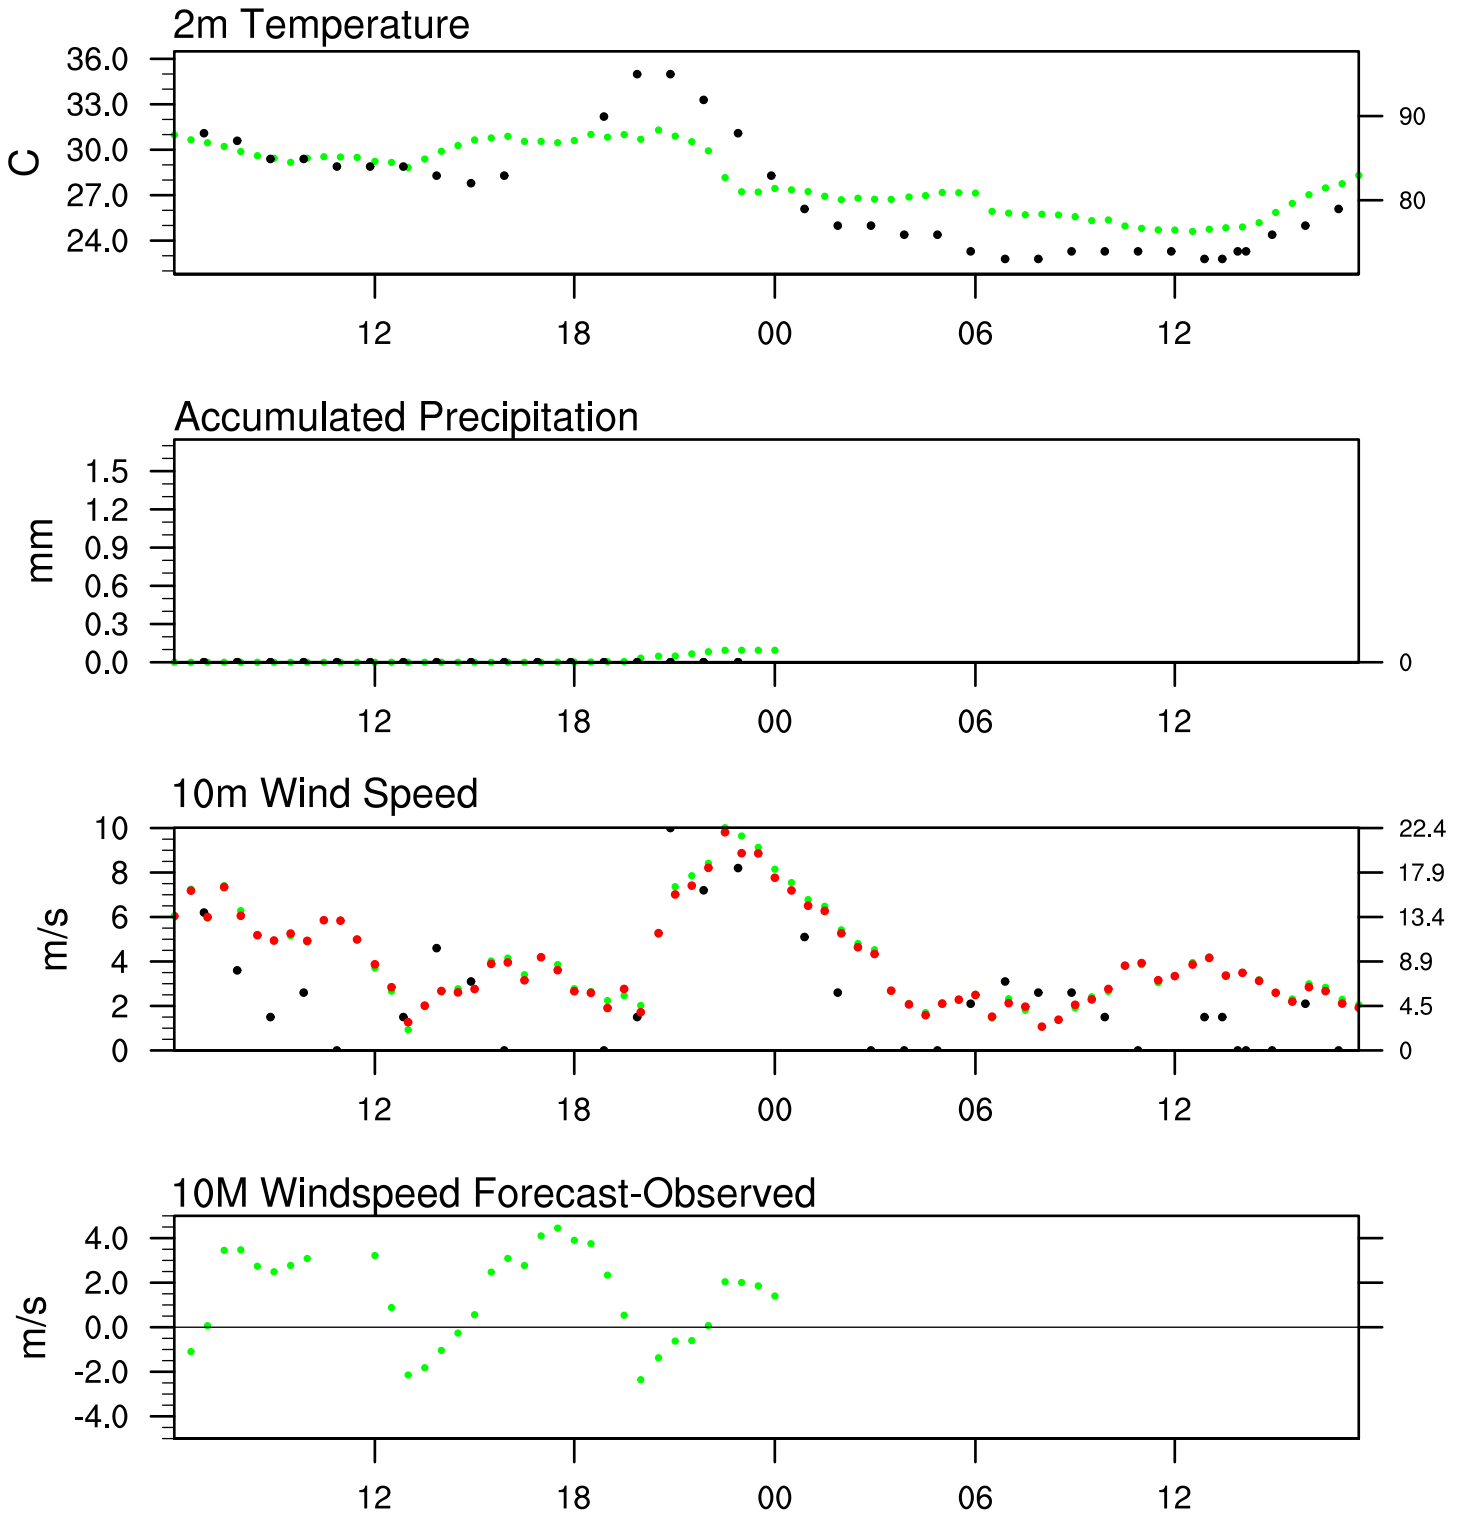 2m Temperature
C
36.0
33.0
30.0
27.0
24.0
90
80
12 18 00 06 12
Accumulated Precipitation
mm
1.5
1.2
0.9
0.6
0.3
0.0
0
12 18 00 06 12
10m Wind Speed
m/s
10
8
6
4
2
0
22.4
17.9
13.4
8.9
4.5
0
12 18 00 06 12
10M Windspeed Forecast-Observed
m/s
4.0
2.0
0.0
-2.0
-4.0
12 18 00 06 12